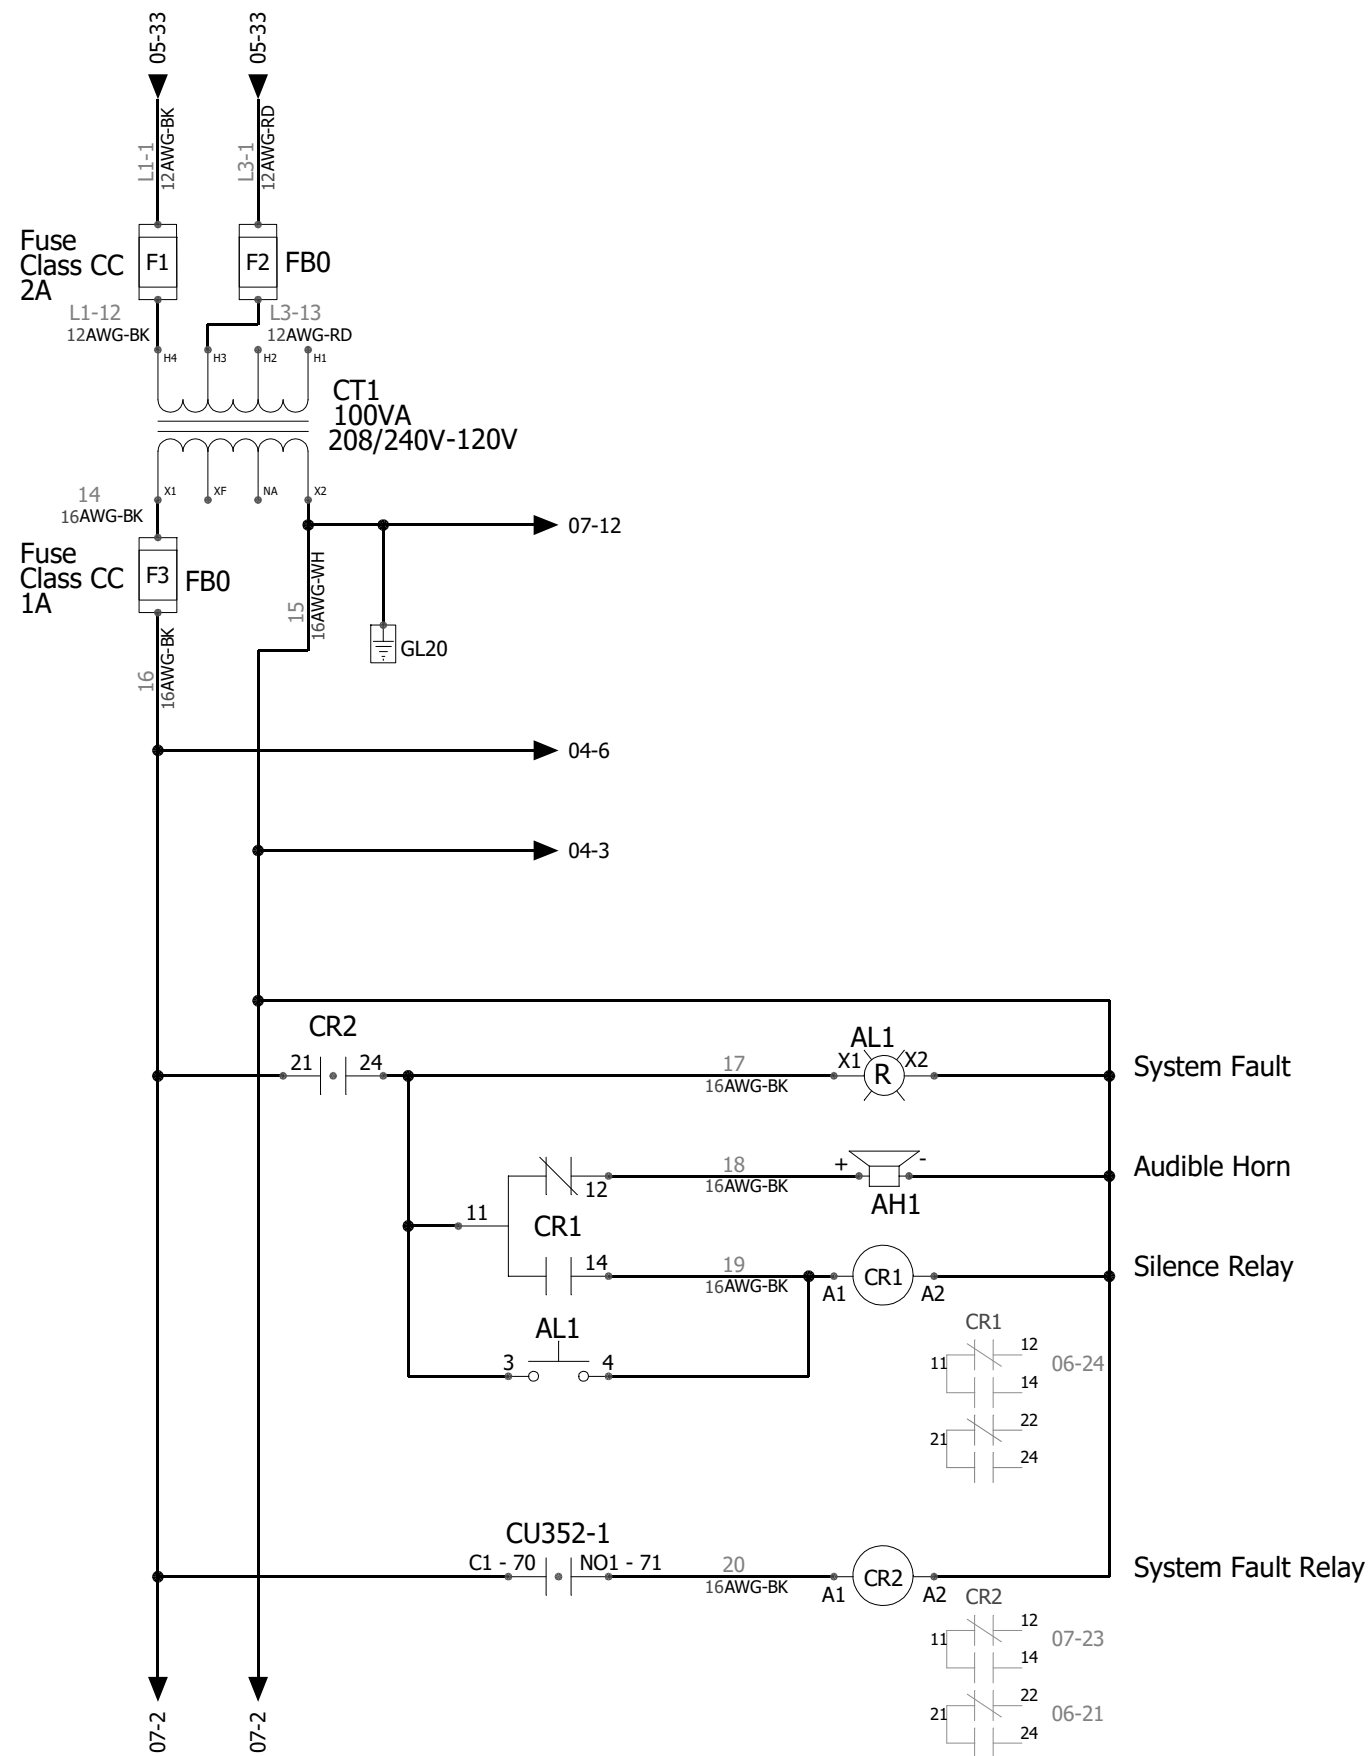 05-33
05-33
L1-1
12AWG-BK
L3-1
12AWG-RD
Fuse
Class CC
2A
F1
F2
FB0
L1-12
12AWG-BK
L3-13
12AWG-RD
H4
H3
H2
H1
CT1
100VA
208/240V-120V
X1
XF
NA
X2
14
16AWG-BK
07-12
Fuse
Class CC
1A
F3
FB0
15
16AWG-WH
GL20
16
16AWG-BK
04-6
04-3
CR2
21
24
17
16AWG-BK
AL1
X1
R
X2
System Fault
12
18
16AWG-BK
+
-
AH1
Audible Horn
11
CR1
14
19
16AWG-BK
A1
CR1
A2
Silence Relay
AL1
3
4
CR1
11
12
14
06-24
21
22
24
CU352-1
C1 - 70
NO1 - 71
20
16AWG-BK
A1
CR2
A2
System Fault Relay
CR2
11
12
14
07-23
21
22
24
06-21
07-2
07-2